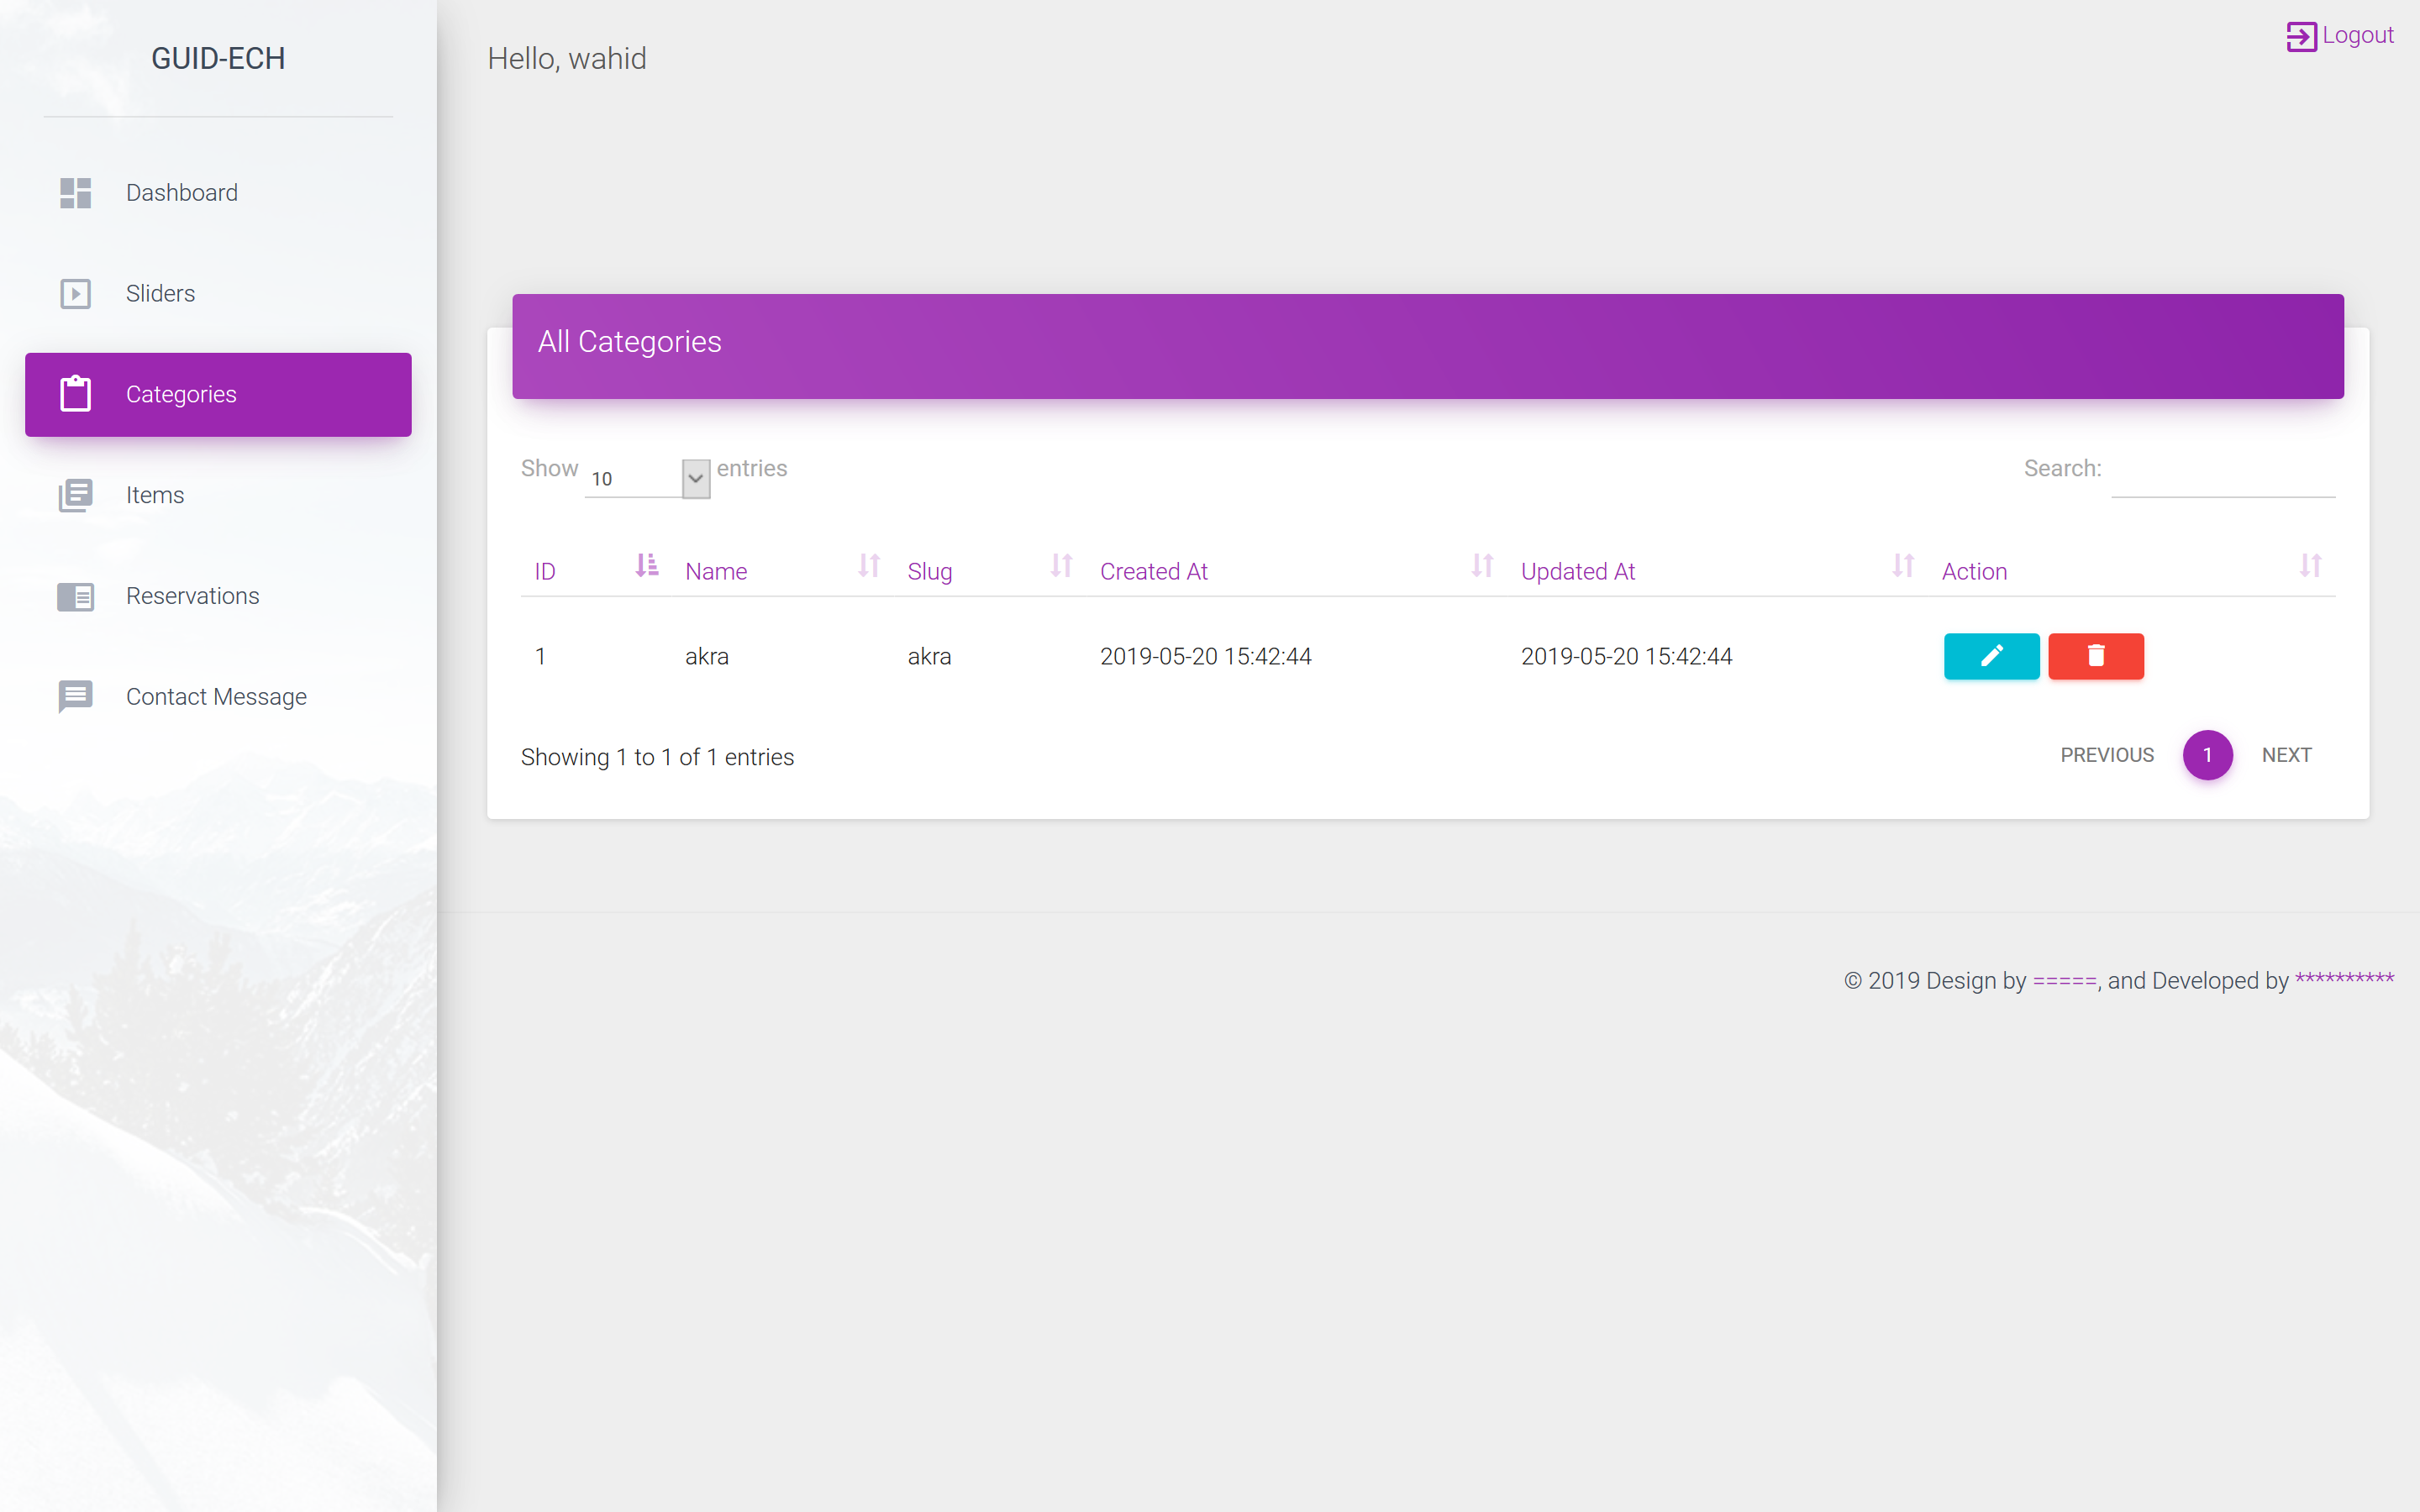 GUID-ECH
Dashboard
Sliders
Categories
Items
Reservations
Contact Message
Hello, wahid
Logout
All Categories
Show 10 entries
Search:
ID Name Slug Created At Updated At Action
1 akra akra 2019-05-20 15:42:44 2019-05-20 15:42:44
Showing 1 to 1 of 1 entries
PREVIOUS 1 NEXT
© 2019 Design by =====, and Developed by **********